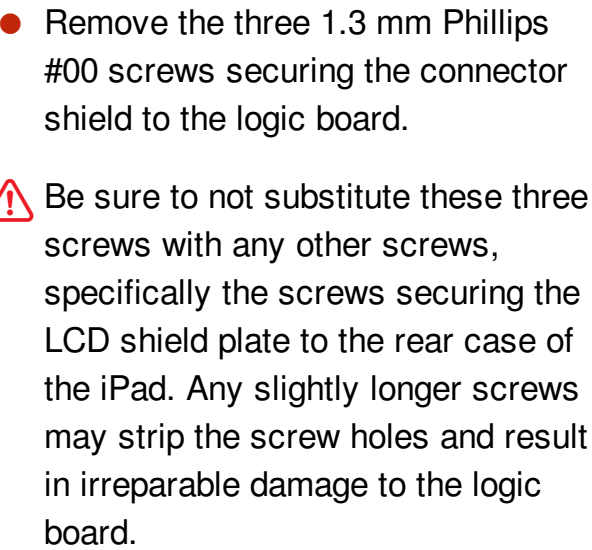 Remove the three 1.3 mm Phillips
#00 screws securing the connector
shield to the logic board.
Be sure to not substitute these three
screws with any other screws,
specifically the screws securing the
LCD shield plate to the rear case of
the iPad. Any slightly longer screws
may strip the screw holes and result
in irreparable damage to the logic
board.